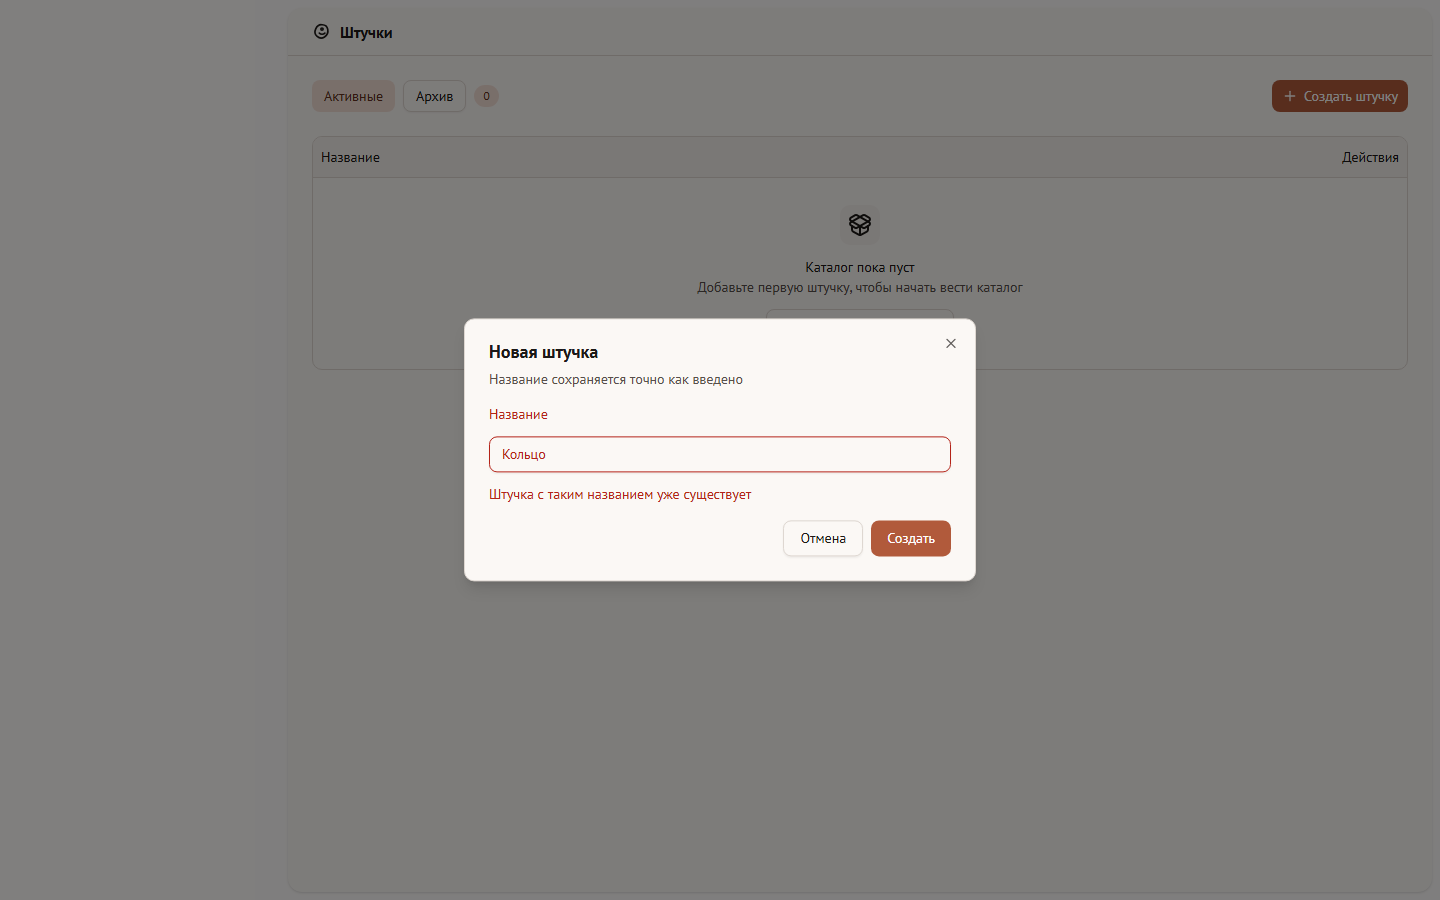 Штучки
Активные
Архив
0
Создать штучку
Название
Действия
Каталог пока пуст
Добавьте первую штучку, чтобы начать вести каталог
Новая штучка
Название сохраняется точно как введено
Название
Кольцо
Штучка с таким названием уже существует
Отмена
Создать